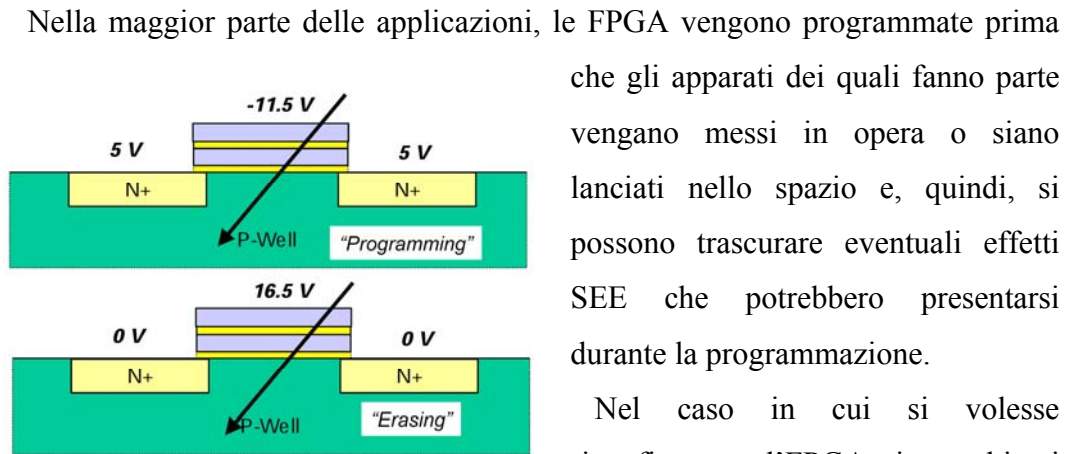 Nella maggior parte delle applicazioni, le FPGA vengono programmate prima
che gli apparati dei quali fanno parte
vengano messi in opera o siano
lanciati nello spazio e, quindi, si
possono trascurare eventuali effetti
SEE che potrebbero presentarsi
durante la programmazione.
Nel caso in cui si volesse
-11.5 V
5 V
5 V
N+
N+
P-Well
"Programming"
16.5 V
0 V
0 V
N+
N+
P-Well
"Erasing"